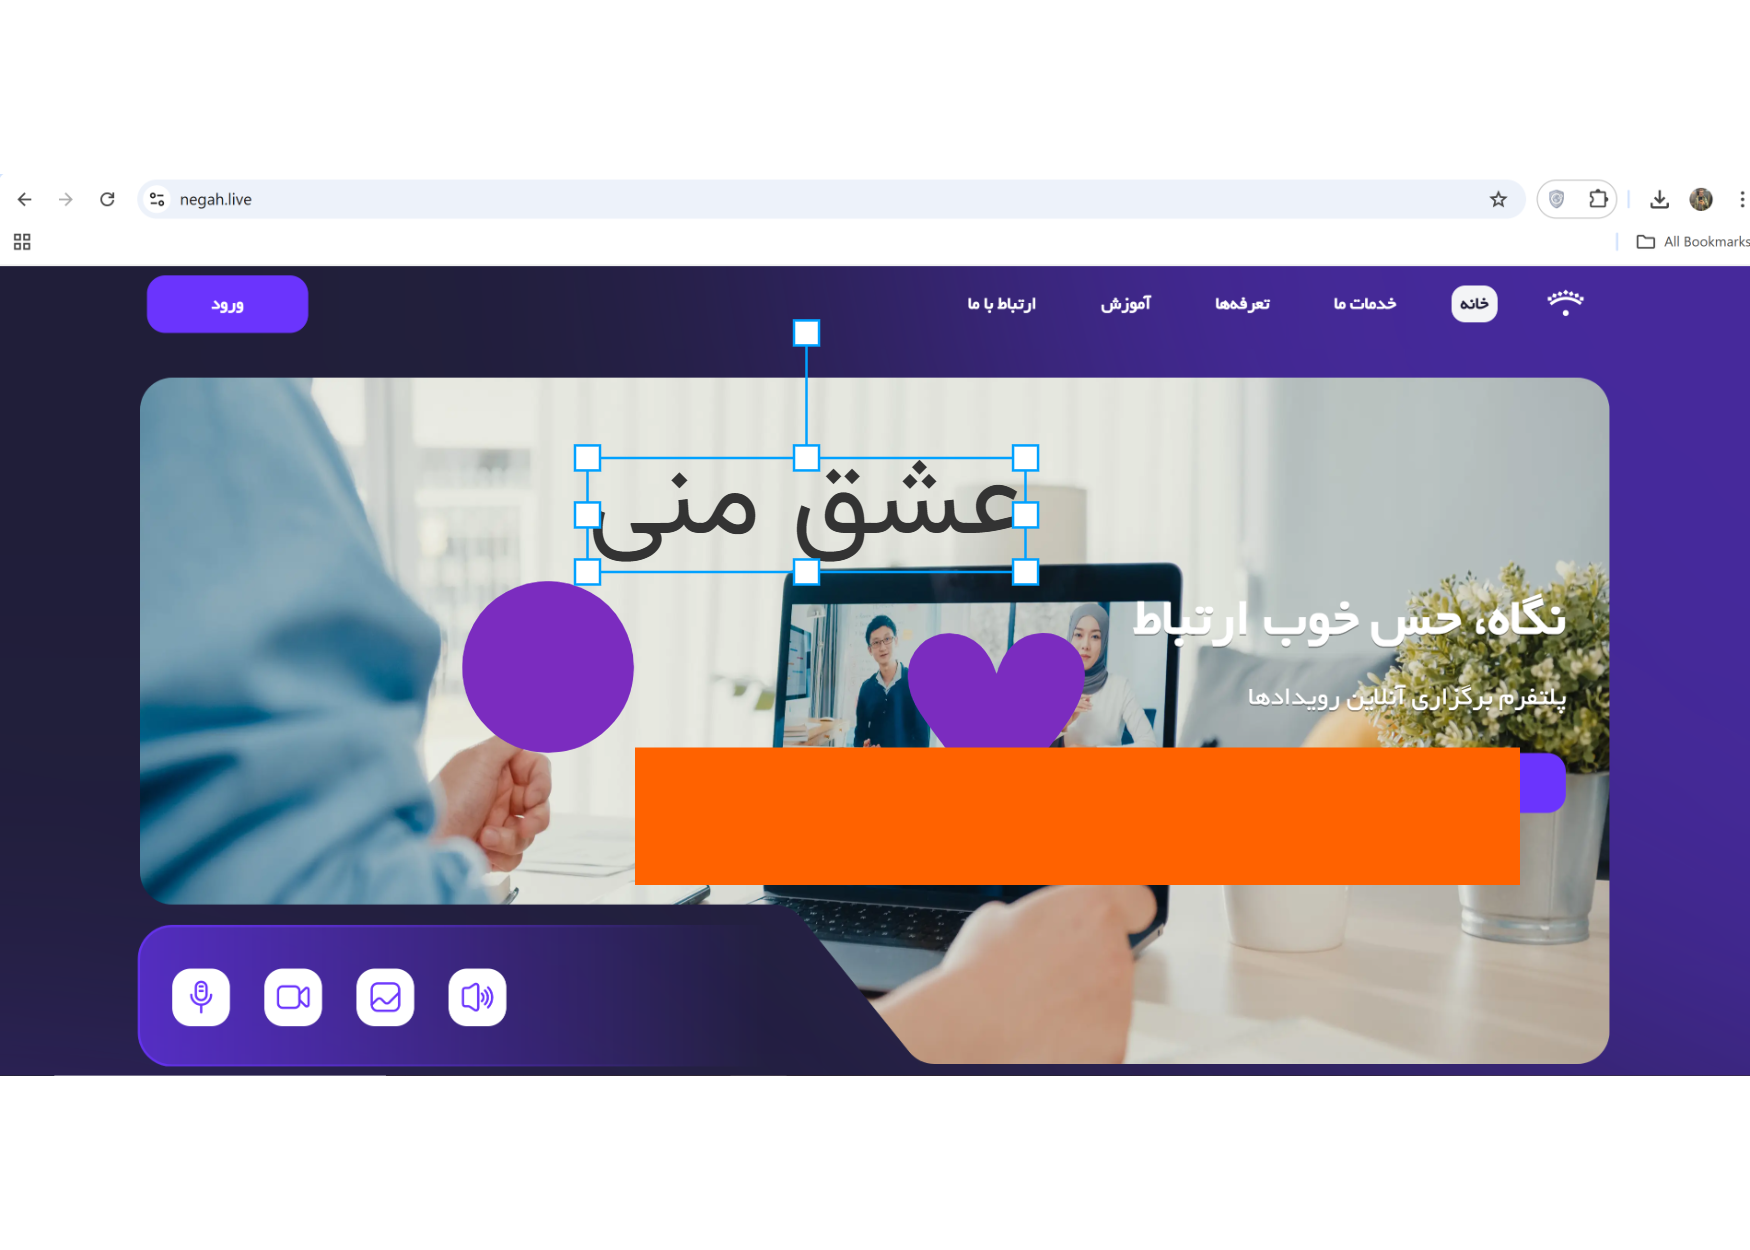 negah.live
All Bookmarks
خانه
خدمات ما
تعرفه‌ها
آموزش
ارتباط با ما
ورود
عشق منی
نگاه، حس خوب ارتباط
پلتفرم برگزاری آنلاین رویدادها